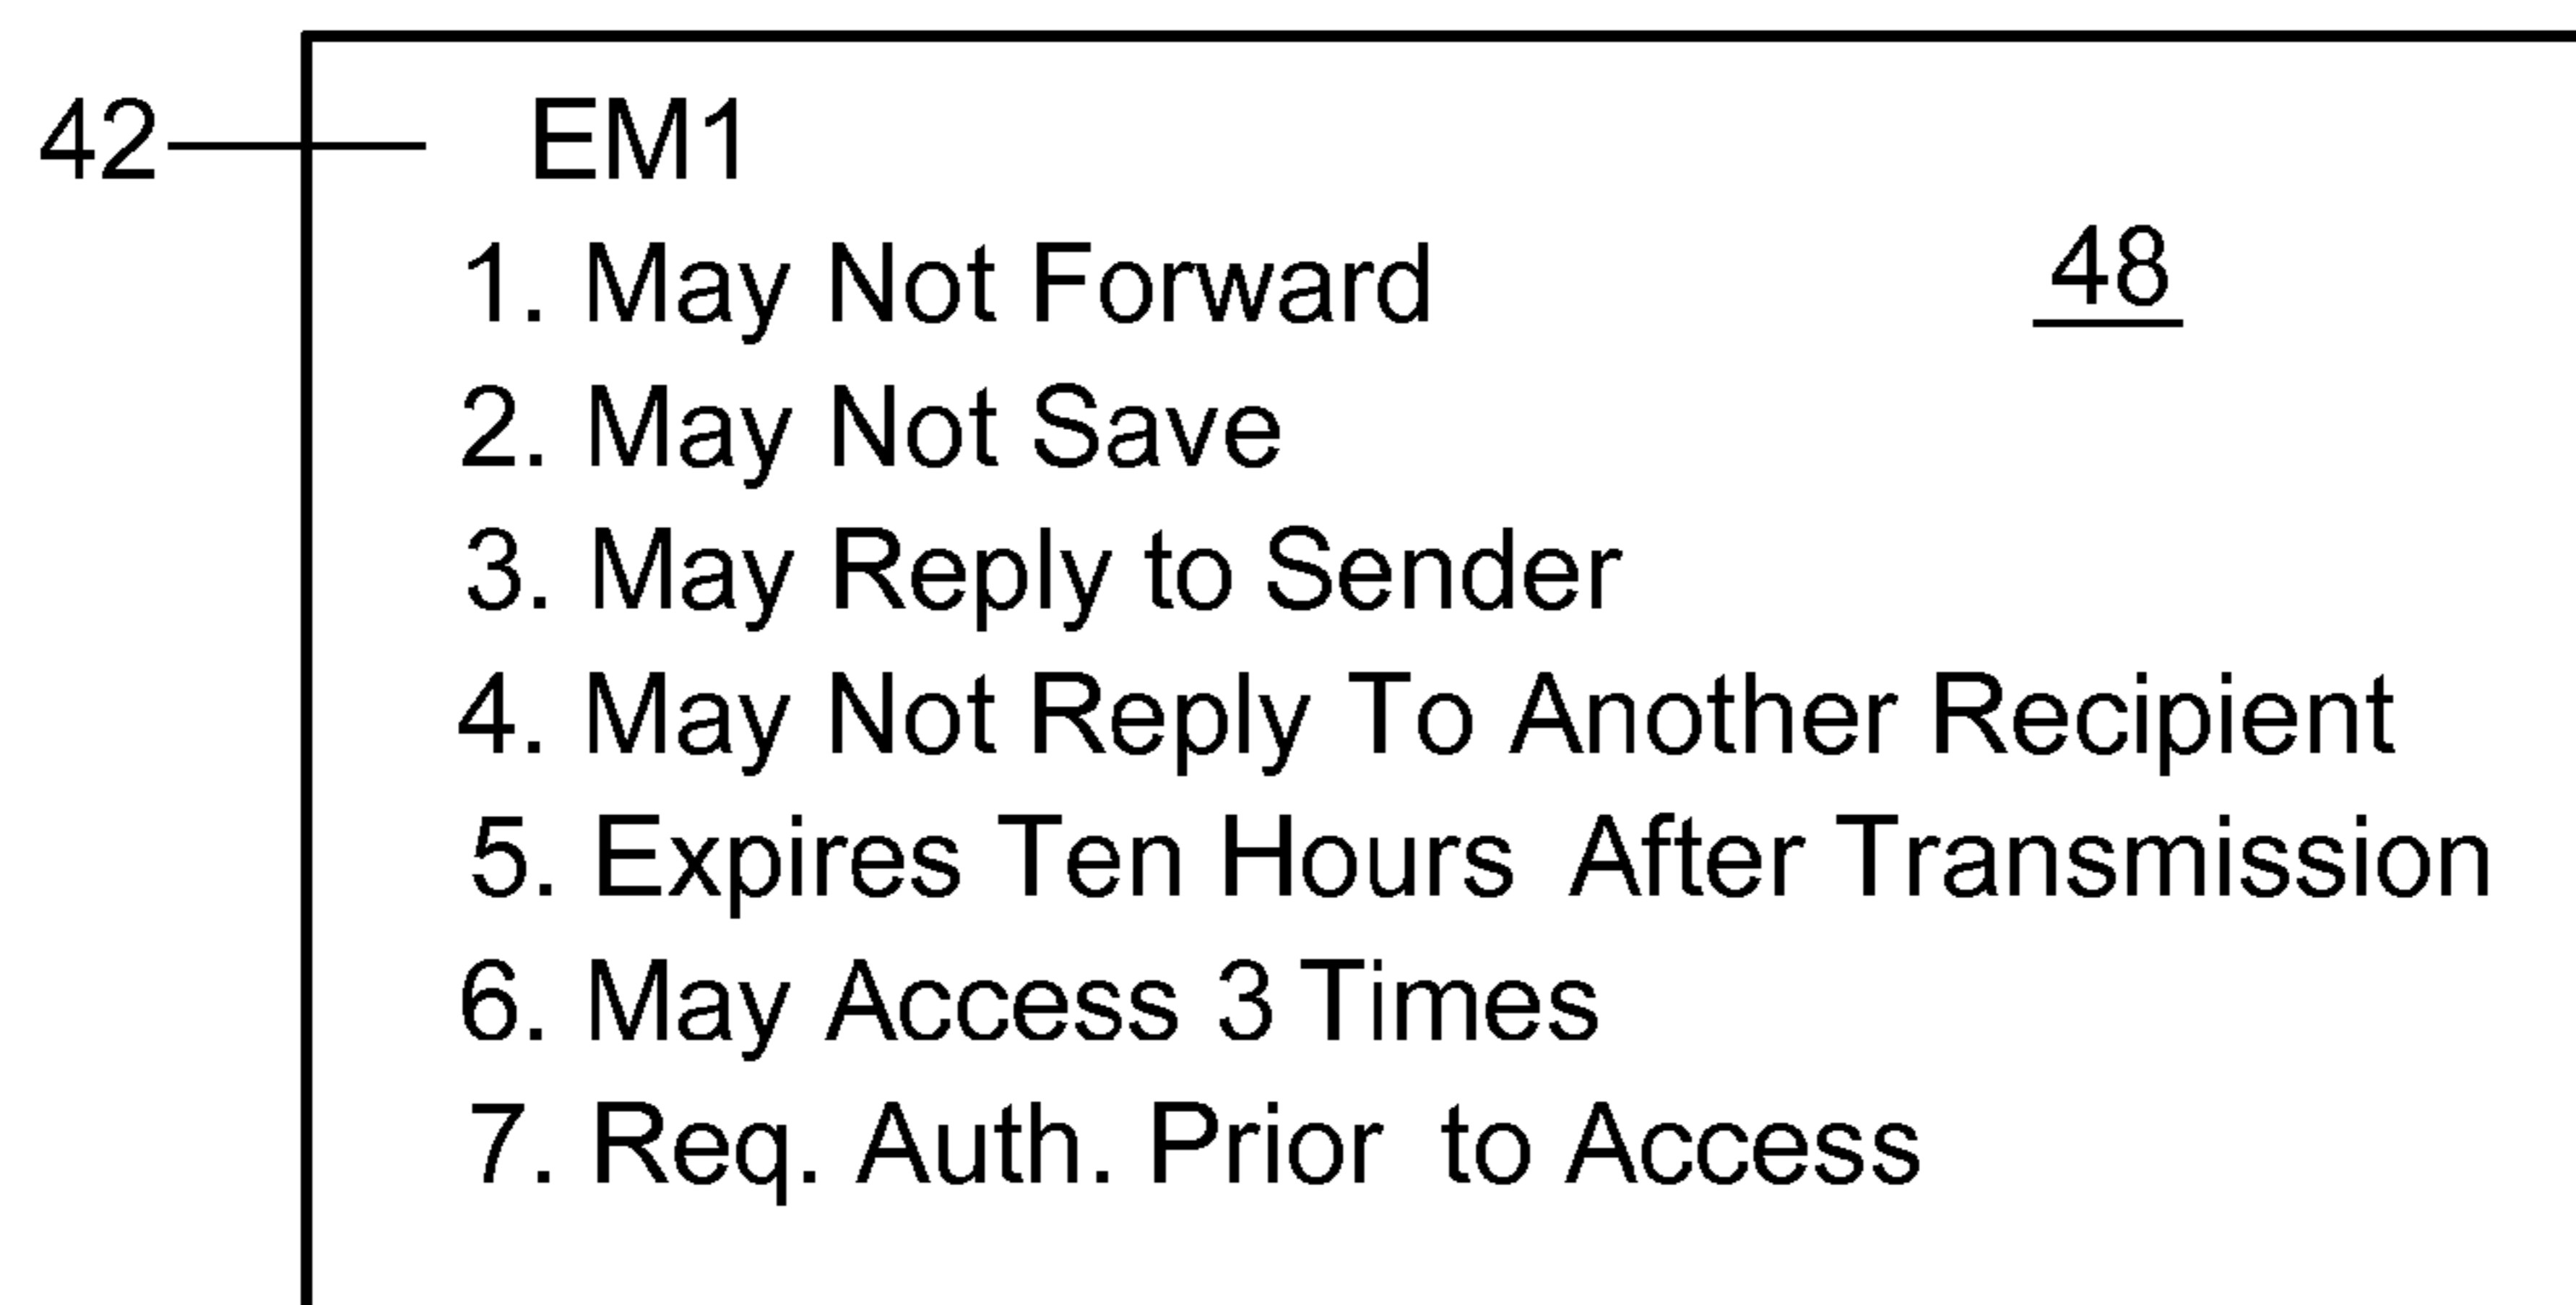 42 EM1
1. May Not Forward
48
2. May Not Save
3. May Reply to Sender
4. May Not Reply To Another Recipient
5. Expires Ten Hours After Transmission
6. May Access 3 Times
7. Req. Auth. Prior to Access